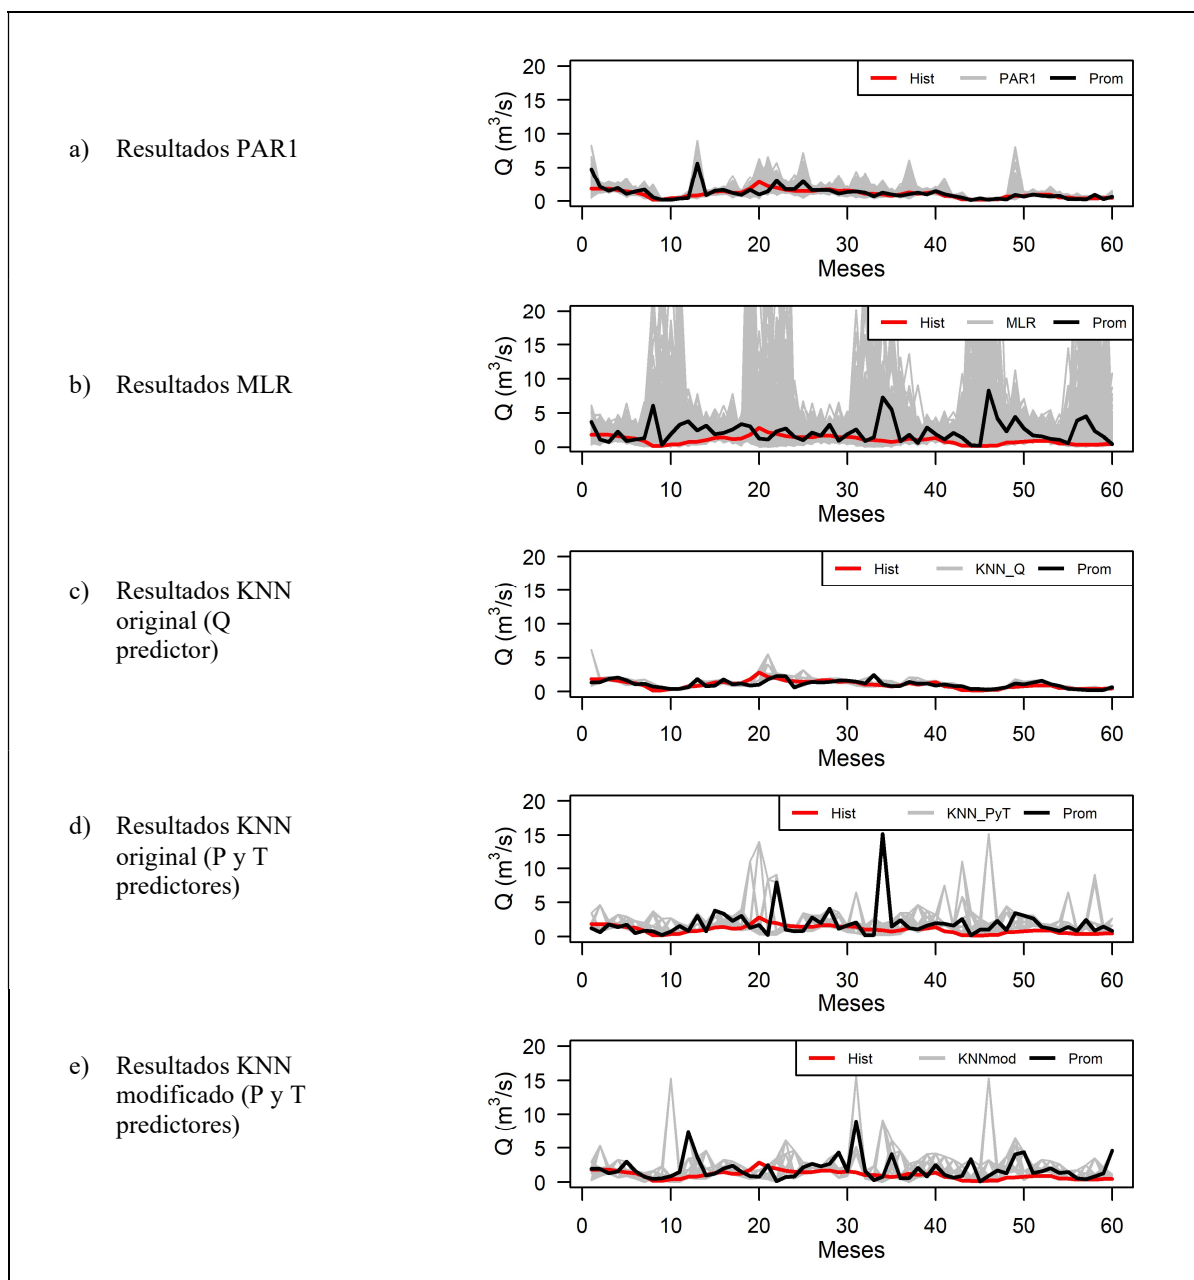 a) Resultados PAR1
20
15
10
5
0
Q (m³/s)
Hist PAR1 Prom
0 10 20 30 40 50 60
Meses
b) Resultados MLR
20
15
10
5
0
Q (m³/s)
Hist MLR Prom
0 10 20 30 40 50 60
Meses
c) Resultados KNN
original (Q
predictor)
20
15
10
5
0
Q (m³/s)
Hist KNN_Q Prom
0 10 20 30 40 50 60
Meses
d) Resultados KNN
original (P y T
predictores)
20
15
10
5
0
Q (m³/s)
Hist KNN_PyT Prom
0 10 20 30 40 50 60
Meses
e) Resultados KNN
modificado (P y T
predictores)
20
15
10
5
0
Q (m³/s)
Hist KNNmod Prom
0 10 20 30 40 50 60
Meses